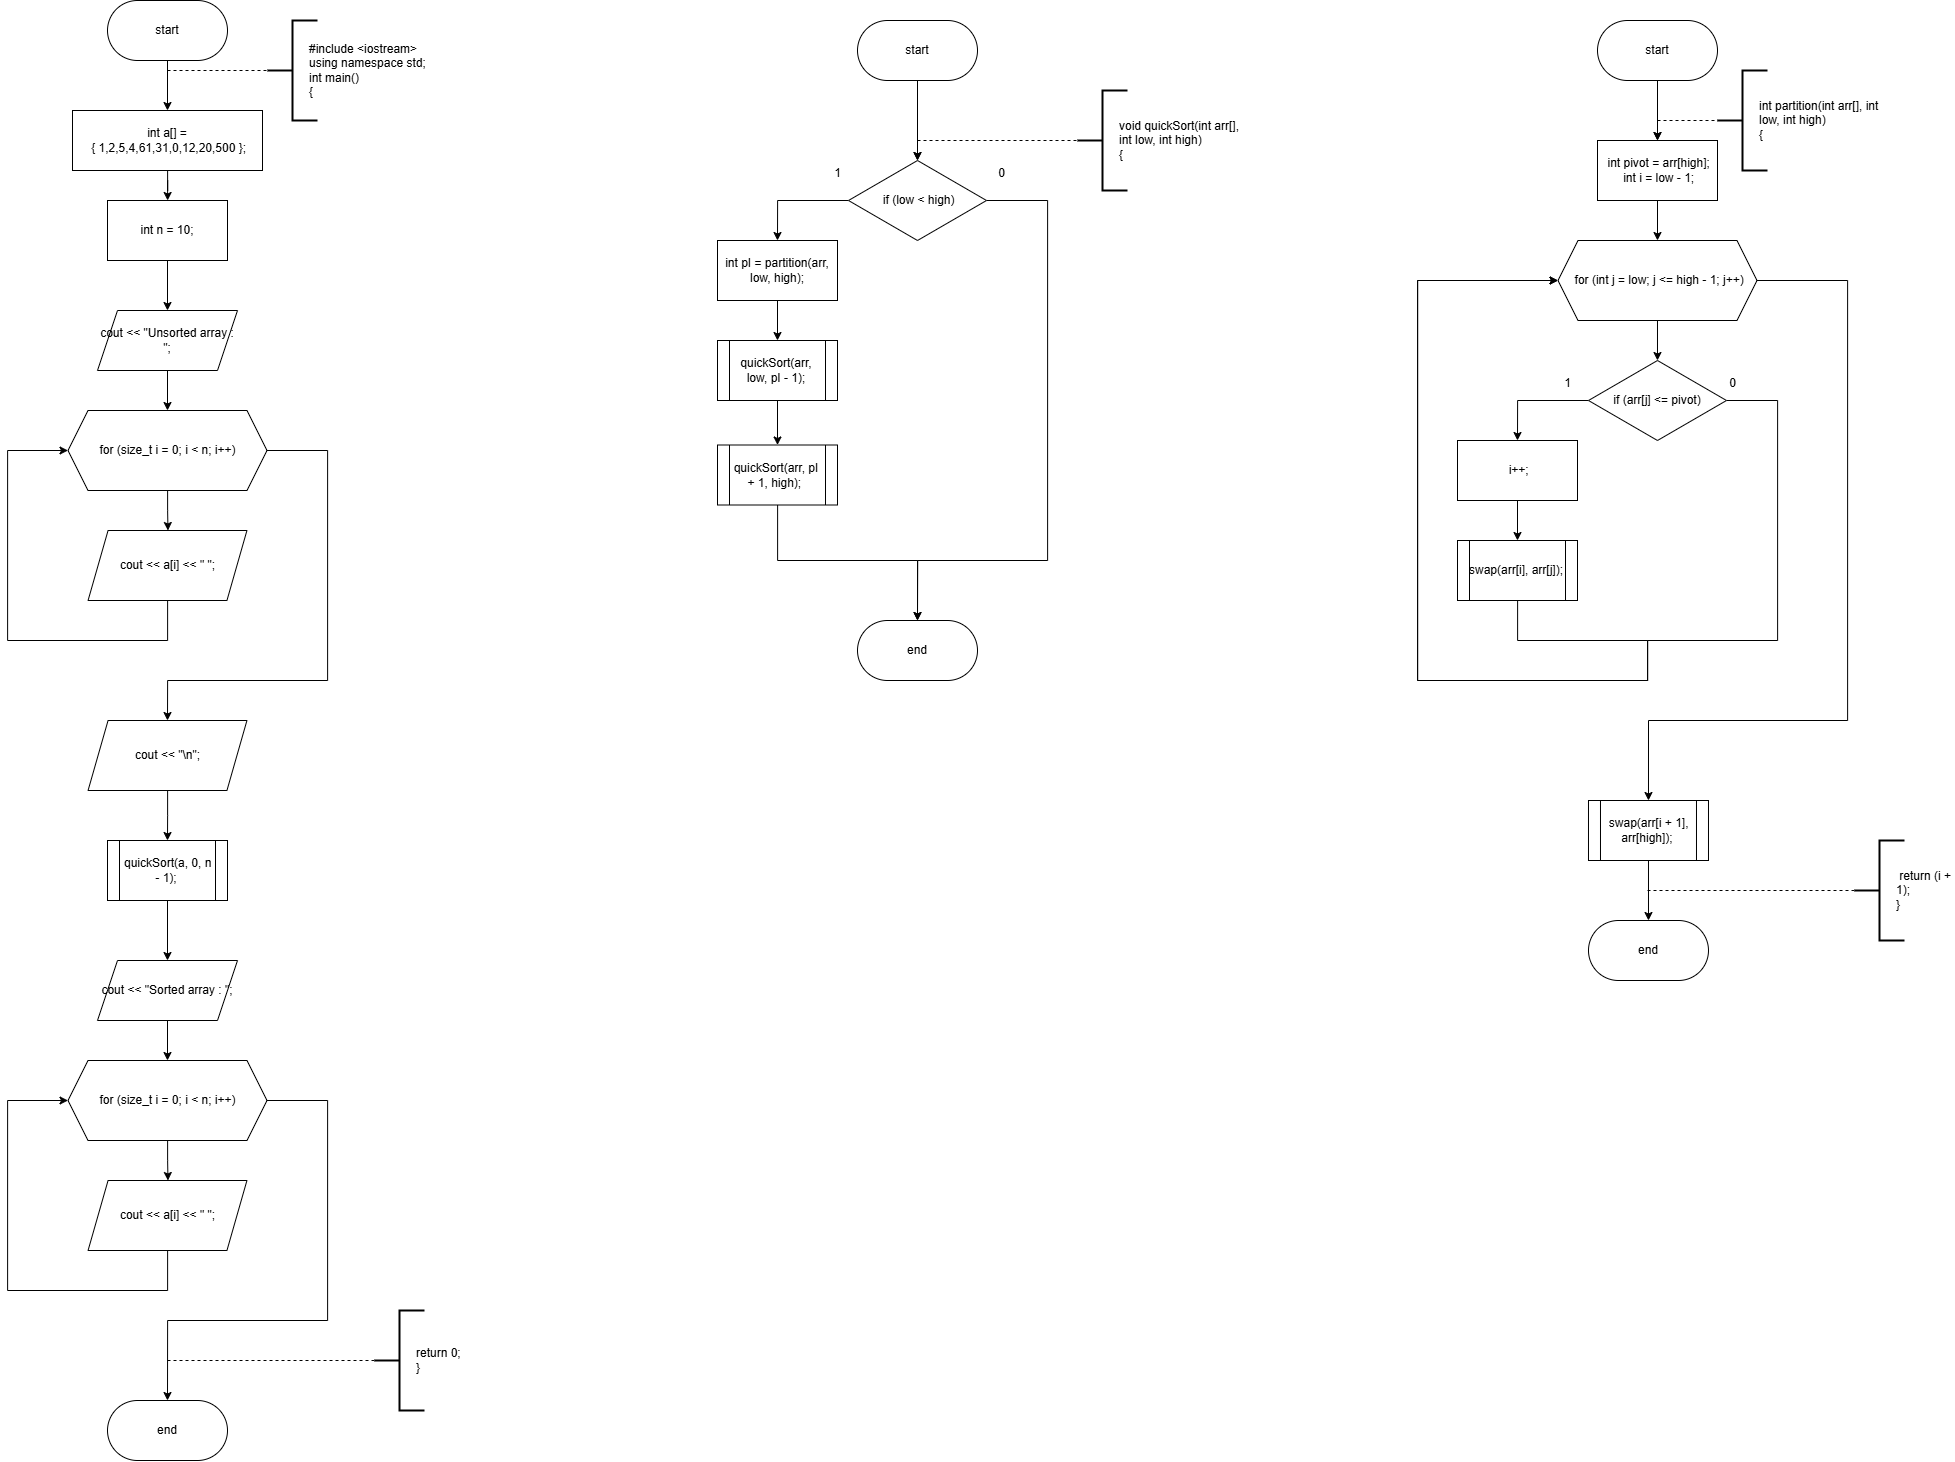 start
#include <iostream>
using namespace std;
int main()
{
int a[] =
{ 1,2,5,4,61,31,0,12,20,500 };
int n = 10;
cout << "Unsorted array :
";
for (size_t i = 0; i < n; i++)
cout << a[i] << " ";
cout << "\n";
quickSort(a, 0, n
- 1);
cout << "Sorted array : ";
for (size_t i = 0; i < n; i++)
cout << a[i] << " ";
return 0;
}
end
start
void quickSort(int arr[],
int low, int high)
{
1
0
if (low < high)
int pI = partition(arr,
low, high);
quickSort(arr,
low, pI - 1);
quickSort(arr, pI
+ 1, high);
end
start
int partition(int arr[], int
low, int high)
{
int pivot = arr[high];
int i = low - 1;
for (int j = low; j <= high - 1; j++)
1
0
if (arr[j] <= pivot)
i++;
swap(arr[i], arr[j]);
swap(arr[i + 1],
arr[high]);
return (i +
1);
}
end